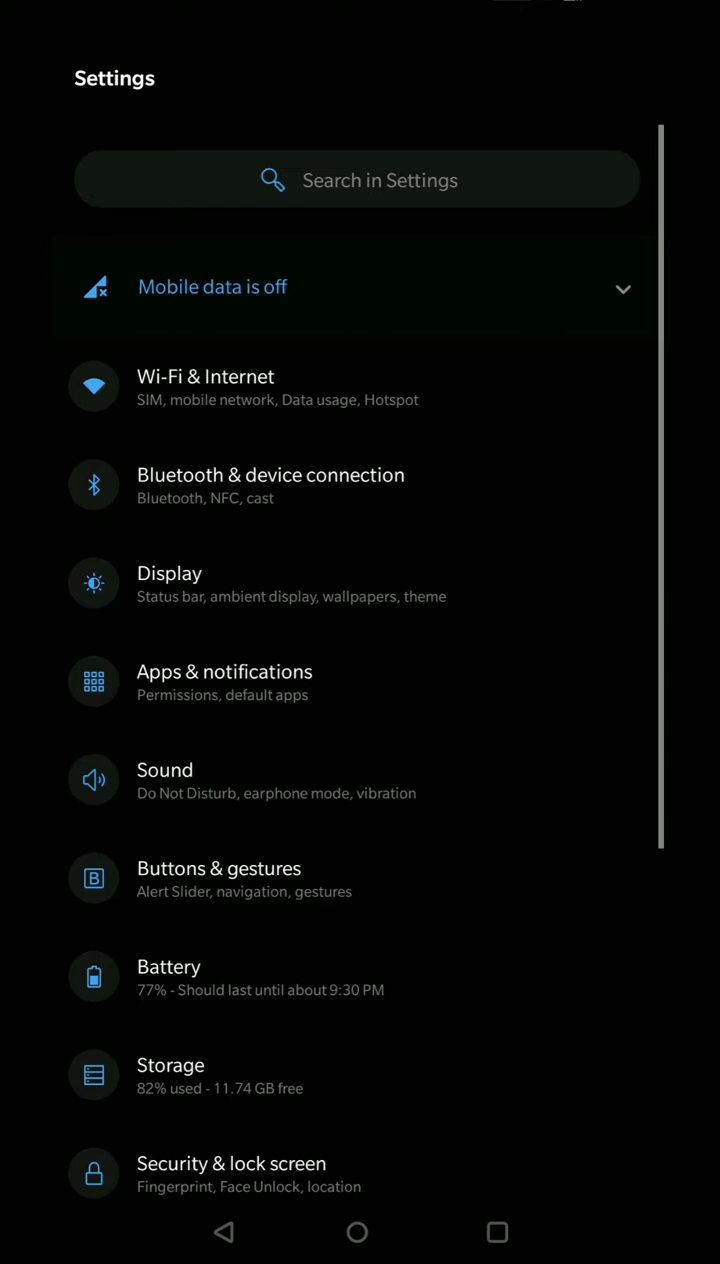 Settings
Search in Settings
Mobile data is off
Wi-Fi & Internet
SIM, mobile network, Data usage, Hotspot
Bluetooth & device connection
Bluetooth, NFC, cast
Display
Status bar, ambient display, wallpapers, theme
Apps & notifications
Permissions, default apps
Sound
Do Not Disturb, earphone mode, vibration
Buttons & gestures
Alert Slider, navigation, gestures
Battery
77% - Should last until about 9:30 PM
Storage
82% used - 11.74 GB free
Security & lock screen
Fingerprint, Face Unlock, location